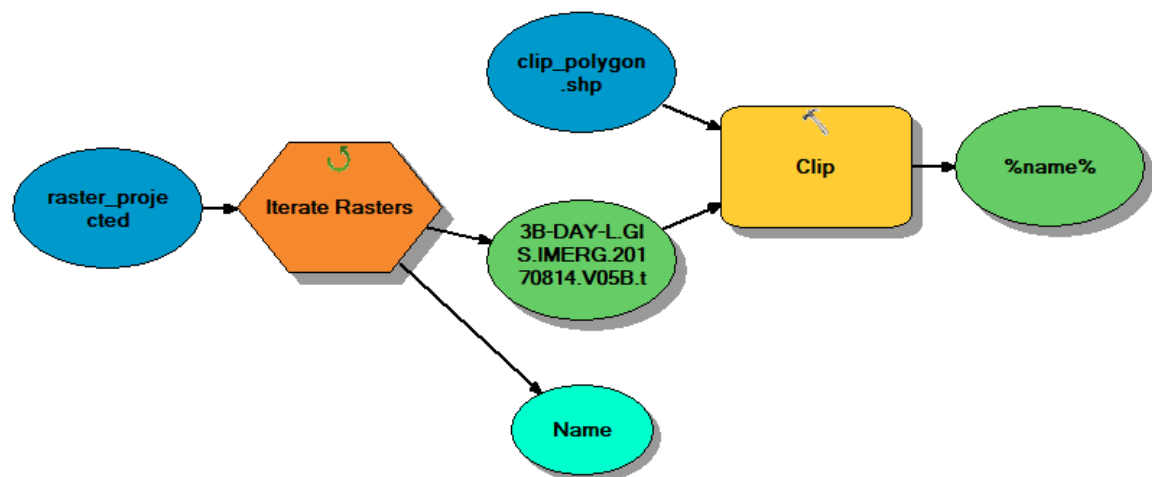 clip_polygon
.shp
Clip
%name%
raster_proje
cted
Iterate Rasters
3B-DAY-L.GI
S.IMERG.201
70814.V05B.t
Name